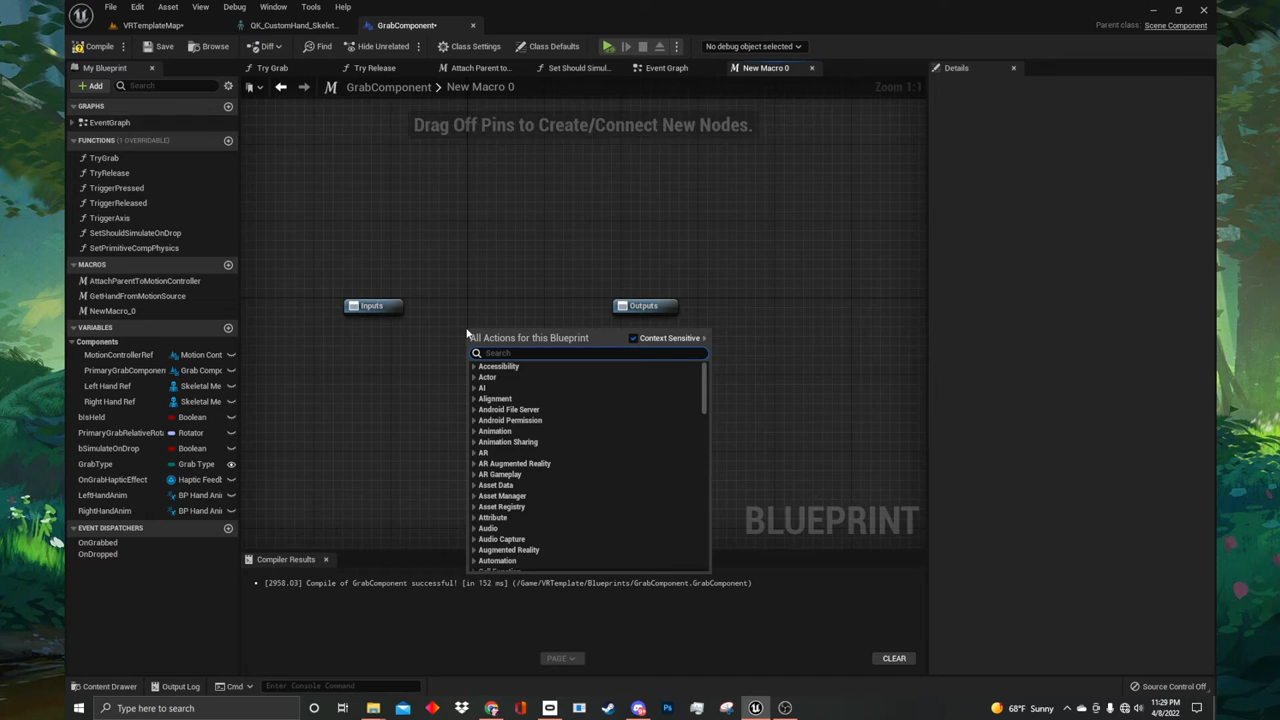 File Edit Asset View Debug Window Tools Help
VRTemplateMap* QK_CustomHand_Skelet... GrabComponent*
Parent class: Scene Component
Compile Save Browse Diff Find Hide Unrelated Class Settings Class Defaults No debug object selected
My Blueprint
Try Grab Try Release Attach Parent to... Set Should Simul... Event Graph New Macro 0
Details
Add Search
GrabComponent > New Macro 0
Zoom 1:1
GRAPHS
EventGraph
FUNCTIONS (1 OVERRIDABLE)
TryGrab
TryRelease
TriggerPressed
TriggerReleased
TriggerAxis
SetShouldSimulateOnDrop
SetPrimitiveCompPhysics
MACROS
AttachParentToMotionController
GetHandFromMotionSource
NewMacro_0
VARIABLES
Components
MotionControllerRef Motion Cont
PrimaryGrabComponen Grab Compo
Left Hand Ref Skeletal Me
Right Hand Ref Skeletal Me
bIsHeld Boolean
PrimaryGrabRelativeRota Rotator
bSimulateOnDrop Boolean
GrabType Grab Type
OnGrabHapticEffect Haptic Feedb
LeftHandAnim BP Hand Ani
RightHandAnim BP Hand Ani
EVENT DISPATCHERS
OnGrabbed
OnDropped
Drag Off Pins to Create/Connect New Nodes.
Inputs
Outputs
All Actions for this Blueprint Context Sensitive
Search
Accessibility
Actor
AI
Alignment
Android File Server
Android Permission
Animation
Animation Sharing
AR
AR Augmented Reality
AR Gameplay
Asset Data
Asset Manager
Asset Registry
Attribute
Audio
Audio Capture
Augmented Reality
Automation
BLUEPRINT
Compiler Results
[2958.03] Compile of GrabComponent successful! [in 152 ms] (/Game/VRTemplate/Blueprints/GrabComponent.GrabComponent)
PAGE
CLEAR
Content Drawer Output Log Cmd Enter Console Command
Source Control Off
Type here to search
68°F Sunny
11:29 PM
4/8/2022